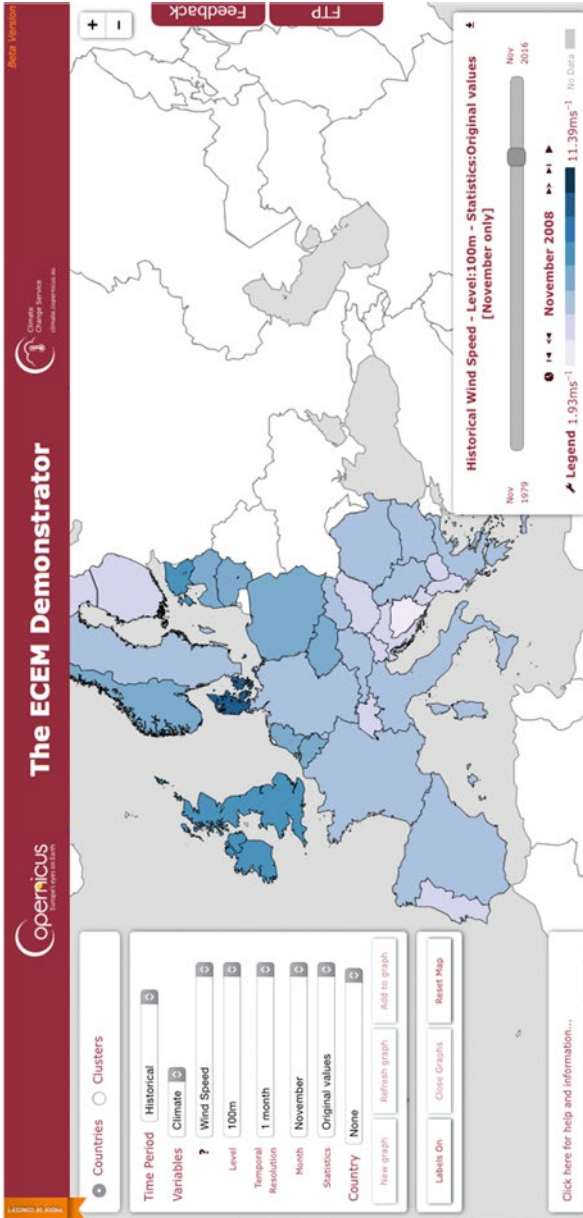 PROOF OF CONCEPT
Copernicus
Europe's eyes on Earth
The ECEM Demonstrator
Climate
Change Service
climate.copernicus.eu
Beta Version
Countries
Clusters
Time Period
Historical
Variables
Climate
?
Wind Speed
Level
100m
Temporal
Resolution
1 month
Month
November
Statistics
Original values
Country
None
New graph
Refresh graph
Add to graph
Labels On
Close Graphs
Reset Map
Click here for help and information...
+
−
Feedback
FTP
Historical Wind Speed - Level:100m - Statistics:Original values
[November only]
Nov
1979
Nov
2016
November 2008
Legend
1.93ms⁻¹
11.39ms⁻¹
No Data